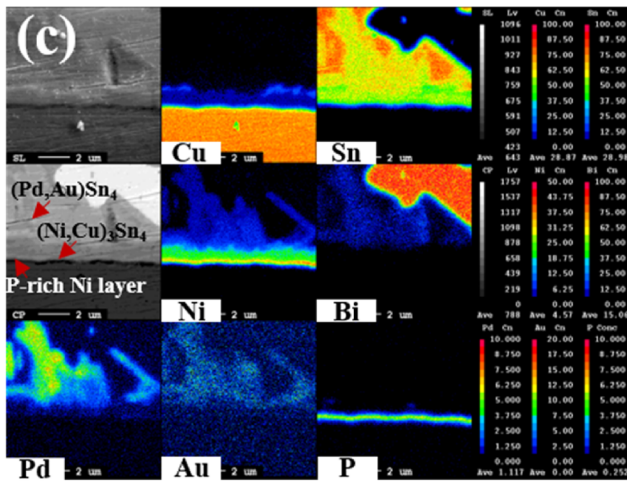 (c)
SL 2 um
Cu 2 um
Sn 2 um
SL Lv Cu Cn Sn Cn
1096 100.00 100.00
1011 87.50 87.50
927 75.00 75.00
843 62.50 62.50
759 50.00 50.00
675 37.50 37.50
591 25.00 25.00
507 12.50 12.50
423 0.00 0.00
Ave 643 Ave 28.87 Ave 28.98
(Pd,Au)Sn4
(Ni,Cu)3Sn4
P-rich Ni layer
CP 2 um
Ni 2 um
Bi 2 um
CP Lv Ni Cn Bi Cn
1757 50.00 100.00
1537 43.75 87.50
1317 37.50 75.00
1098 31.25 62.50
878 25.00 50.00
658 18.75 37.50
439 12.50 25.00
219 6.25 12.50
0 0.00 0.00
Ave 788 Ave 4.57 Ave 15.06
Pd 2 um
Au 2 um
P 2 um
Pd Cn Au Cn P Conc
10.000 20.00 10.000
8.750 17.50 8.750
7.500 15.00 7.500
6.250 12.50 6.250
5.000 10.00 5.000
3.750 7.50 3.750
2.500 5.00 2.500
1.250 2.50 1.250
0.000 0.00 0.000
Ave 1.117 Ave 0.00 Ave 0.252